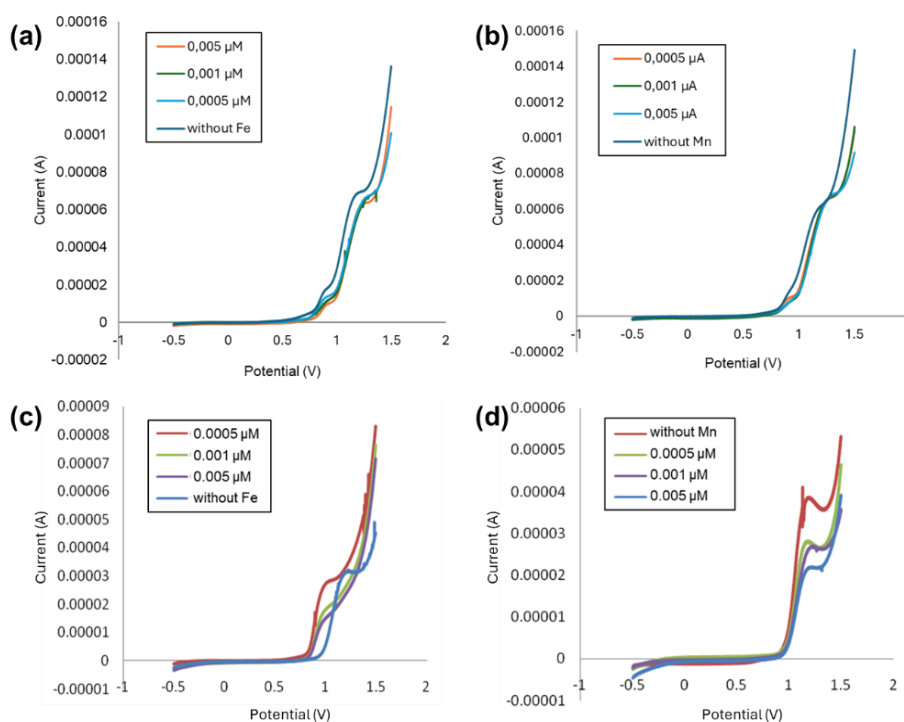 (a)
0.00016
0.00014
0.00012
0.0001
0.00008
0.00006
0.00004
0.00002
0
-0.00002
0,005 µM
0,001 µM
0,0005 µM
without Fe
Current (A)
-1 -0.5 0 0.5 1 1.5 2
Potential (V)
(b)
0.00016
0.00014
0.00012
0.0001
0.00008
0.00006
0.00004
0.00002
0
-0.00002
0,0005 µA
0,001 µA
0,005 µA
without Mn
Current (A)
-1 -0.5 0 0.5 1 1.5 2
Potential (V)
(c)
0.00009
0.00008
0.00007
0.00006
0.00005
0.00004
0.00003
0.00002
0.00001
0
-0.00001
0.0005 µM
0.001 µM
0.005 µM
without Fe
Current (A)
-1 -0.5 0 0.5 1 1.5 2
Potential (V)
(d)
0.00006
0.00005
0.00004
0.00003
0.00002
0.00001
0
-0.00001
without Mn
0.0005 µM
0.001 µM
0.005 µM
Current (A)
-1 -0.5 0 0.5 1 1.5 2
Potential (V)